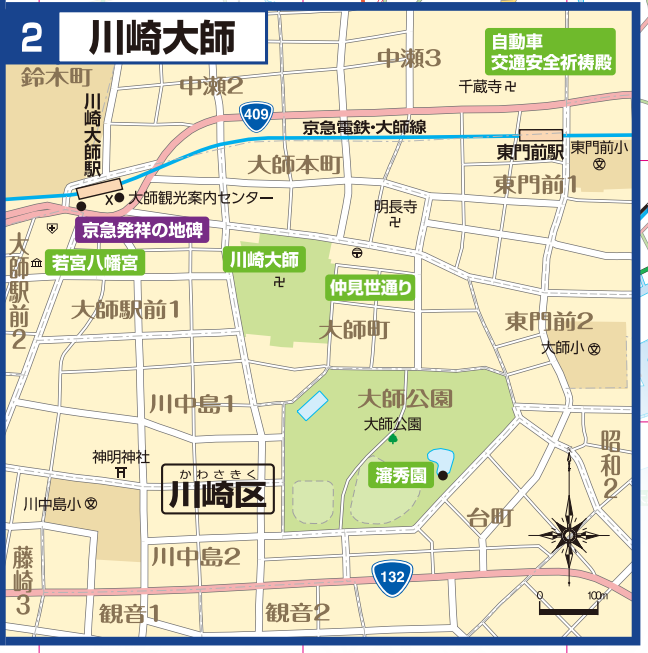 2 川崎大師
自動車
交通安全祈祷殿
鈴木町
中瀬2
中瀬3
千蔵寺
409
川崎大師駅
京急電鉄・大師線
東門前駅
東門前小
大師本町
東門前1
大師観光案内センター
明長寺
京急発祥の地碑
大師駅前2
若宮八幡宮
川崎大師
仲見世通り
大師駅前1
大師町
東門前2
大師小
川中島1
大師公園
大師公園
昭和2
神明神社
かわさきく
川崎区
瀋秀園
川中島小
台町
藤崎3
川中島2
132
観音1
観音2
0 100m